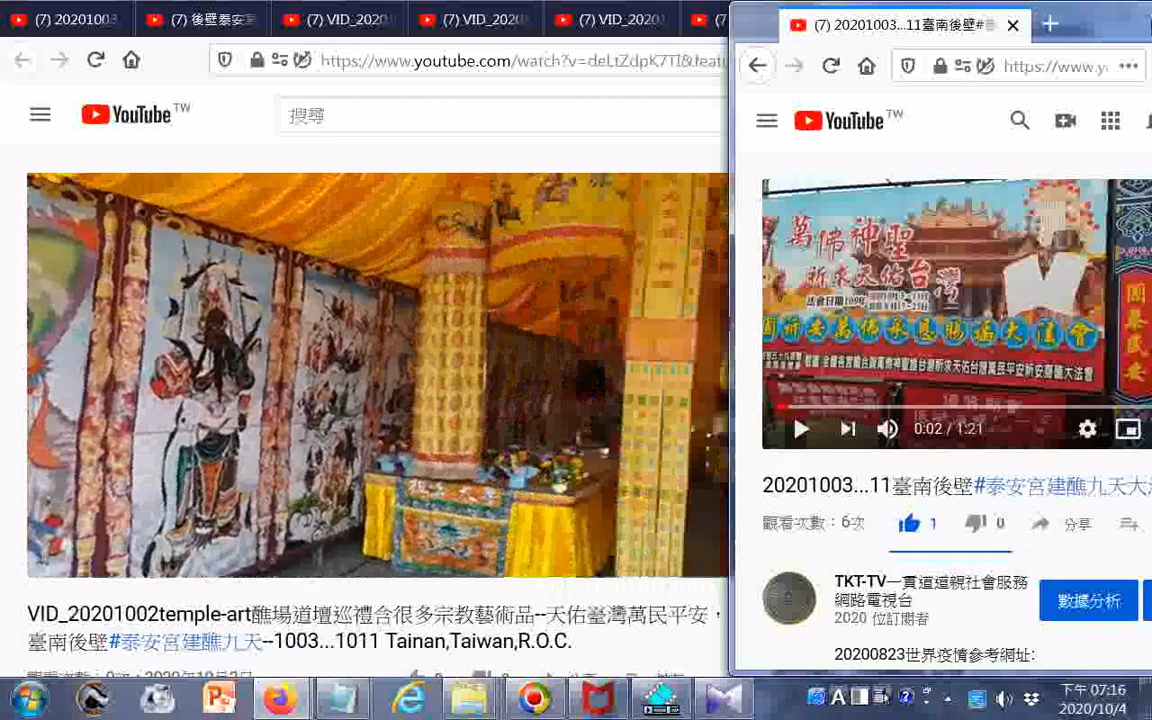 (7) 20201003
(7) 後壁泰安宮
(7) VID_2020
(7) VID_2020
(7) VID_2020
(7)
https://www.youtube.com/watch?v=deLtZdpK7TI&featu
YouTube TW
搜尋
VID_20201002temple-art醮場道壇巡禮含很多宗教藝術品--天佑臺灣萬民平安，
臺南後壁#泰安宮建醮九天--1003...1011 Tainan,Taiwan,R.O.C.
(7) 20201003...11臺南後壁#
https://www.y
YouTube TW
萬佛神聖
祈求天佑台灣
國泰民安
0:02 / 1:21
20201003...11臺南後壁#泰安宮建醮九天大法
觀看次數：6次
1
0
分享
TKT-TV一貫道道親社會服務
網路電視台
2020 位訂閱者
數據分析
20200823世界疫情參考網址:
下午 07:16
2020/10/4